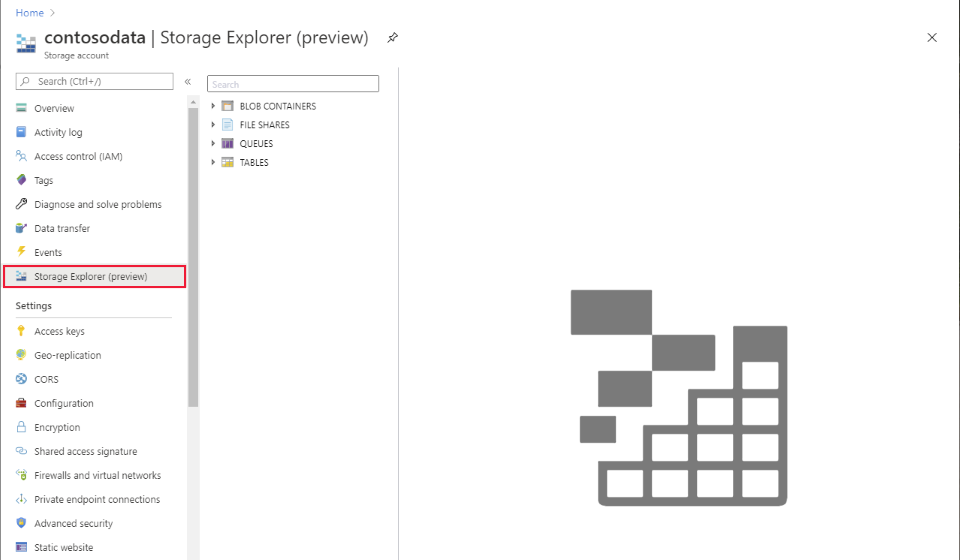 Home
contosodata | Storage Explorer (preview)
Storage account
Search (Ctrl+/)
Overview
Activity log
Access control (IAM)
Tags
Diagnose and solve problems
Data transfer
Events
Storage Explorer (preview)
Settings
Access keys
Geo-replication
CORS
Configuration
Encryption
Shared access signature
Firewalls and virtual networks
Private endpoint connections
Advanced security
Static website
Search
BLOB CONTAINERS
FILE SHARES
QUEUES
TABLES